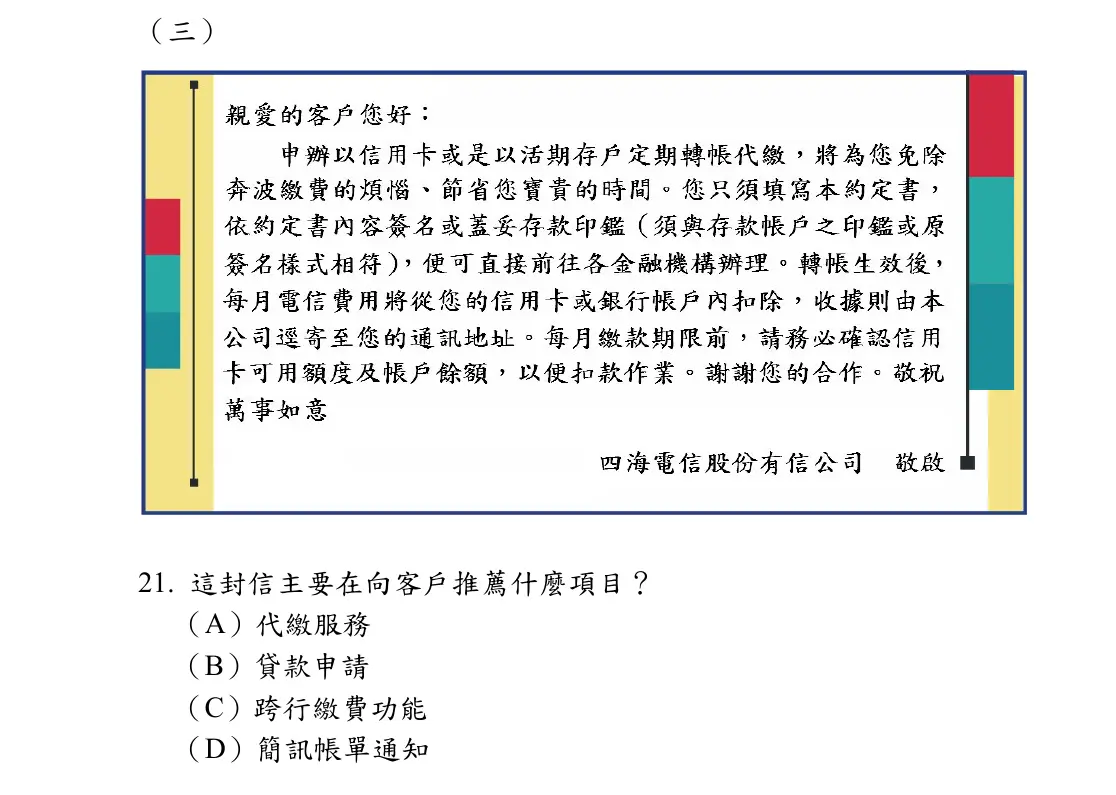 （三）
親愛的客戶您好：
申辦以信用卡或是以活期存戶定期轉帳代繳，將為您免除
奔波繳費的煩惱、節省您寶貴的時間。您只須填寫本約定書，
依約定書內容簽名或蓋妥存款印鑑（須與存款帳戶之印鑑或原
簽名樣式相符），便可直接前往各金融機構辦理。轉帳生效後，
每月電信費用將從您的信用卡或銀行帳戶內扣除，收據則由本
公司逕寄至您的通訊地址。每月繳款期限前，請務必確認信用
卡可用額度及帳戶餘額，以便扣款作業。謝謝您的合作。敬祝
萬事如意
四海電信股份有信公司　敬啟
21. 這封信主要在向客戶推薦什麼項目？
（A）代繳服務
（B）貸款申請
（C）跨行繳費功能
（D）簡訊帳單通知